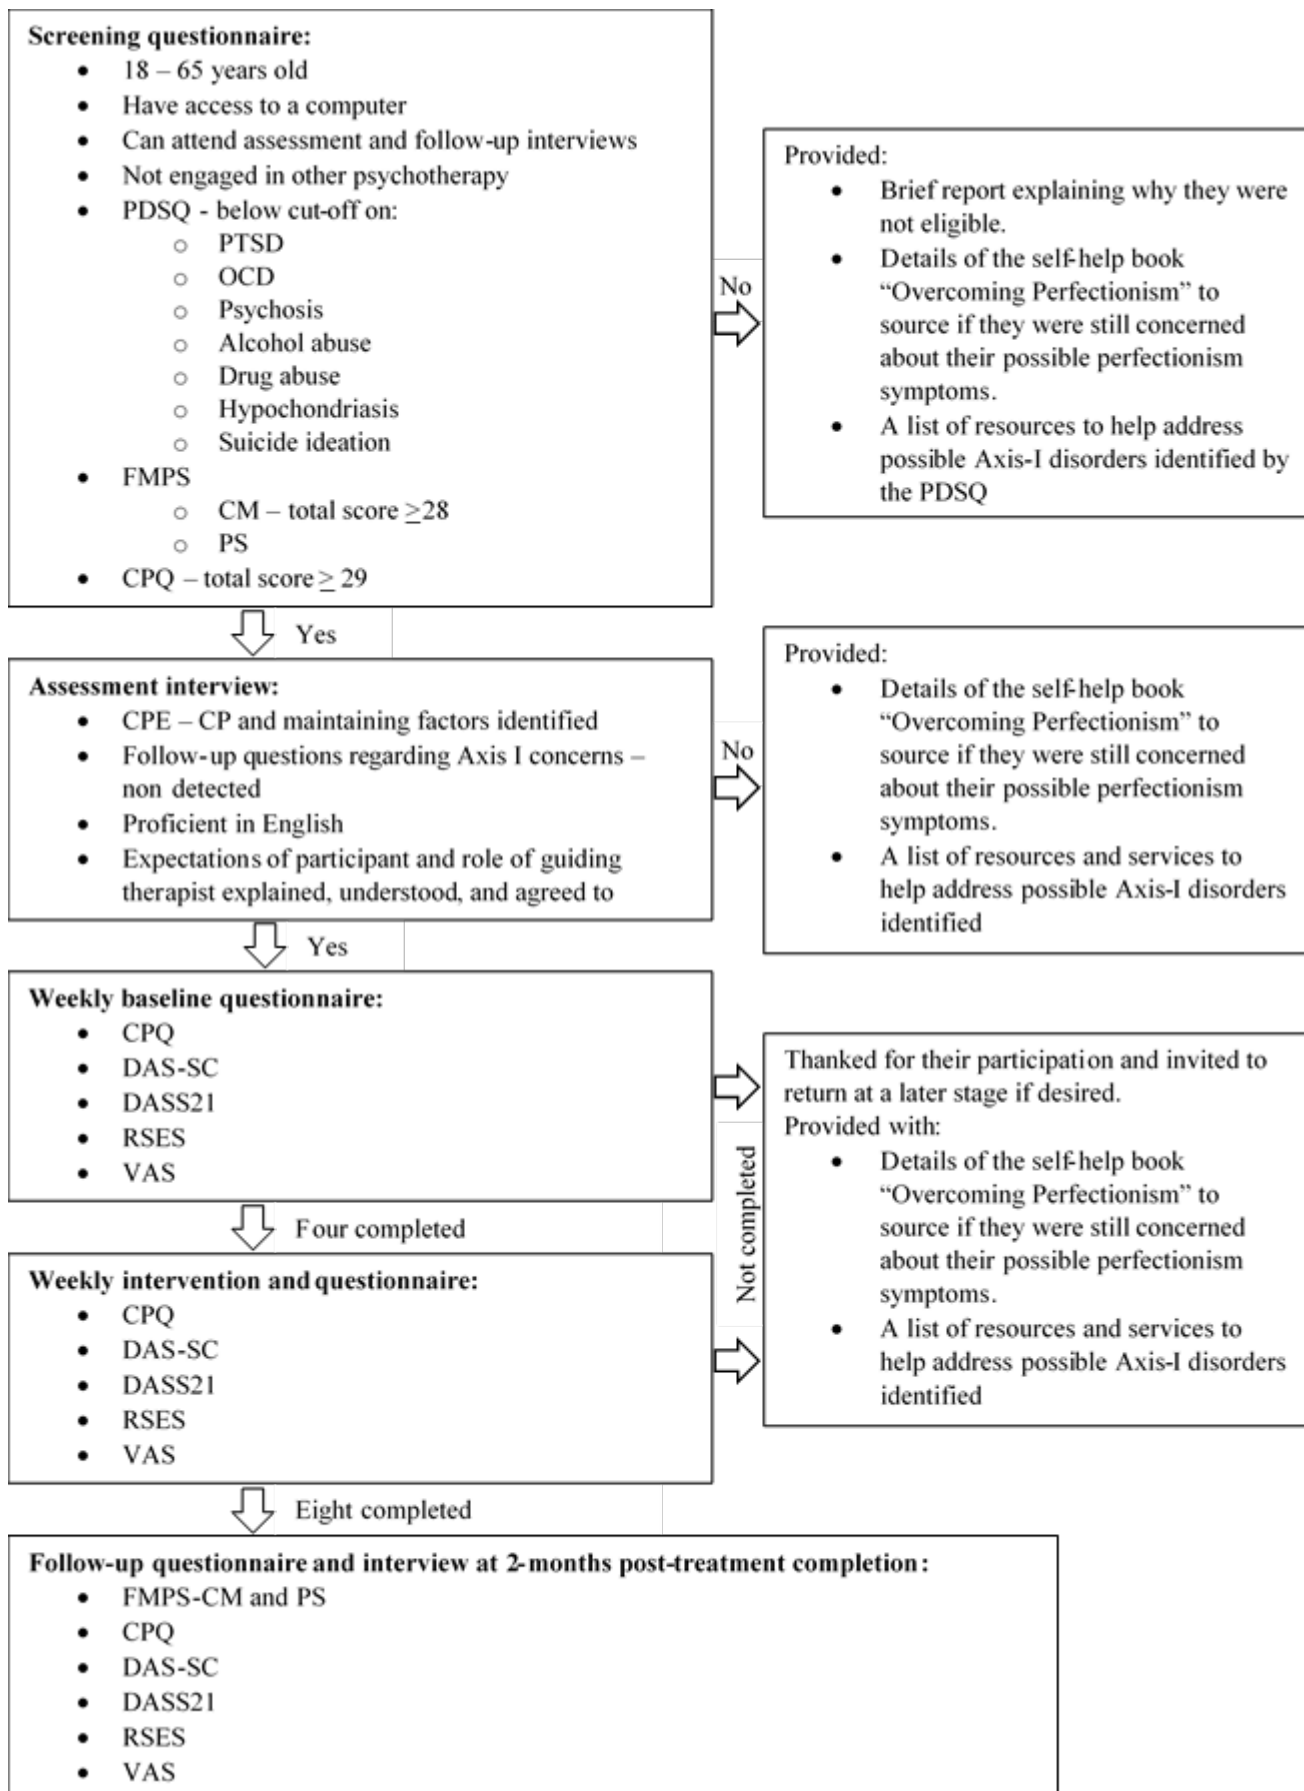 Screening questionnaire:
• 18 – 65 years old
• Have access to a computer
• Can attend assessment and follow-up interviews
• Not engaged in other psychotherapy
• PDSQ - below cut-off on:
o PTSD
o OCD
o Psychosis
o Alcohol abuse
o Drug abuse
o Hypochondriasis
o Suicide ideation
• FMPS
o CM – total score ≥28
o PS
• CPQ – total score ≥ 29
No
Provided:
• Brief report explaining why they were
not eligible.
• Details of the self-help book
“Overcoming Perfectionism” to
source if they were still concerned
about their possible perfectionism
symptoms.
• A list of resources to help address
possible Axis-I disorders identified by
the PDSQ
Yes
Assessment interview:
• CPE – CP and maintaining factors identified
• Follow-up questions regarding Axis I concerns –
non detected
• Proficient in English
• Expectations of participant and role of guiding
therapist explained, understood, and agreed to
No
Provided:
• Details of the self-help book
“Overcoming Perfectionism” to
source if they were still concerned
about their possible perfectionism
symptoms.
• A list of resources and services to
help address possible Axis-I disorders
identified
Yes
Weekly baseline questionnaire:
• CPQ
• DAS-SC
• DASS21
• RSES
• VAS
Not completed
Thanked for their participation and invited to
return at a later stage if desired.
Provided with:
• Details of the self-help book
“Overcoming Perfectionism” to
source if they were still concerned
about their possible perfectionism
symptoms.
• A list of resources and services to
help address possible Axis-I disorders
identified
Four completed
Weekly intervention and questionnaire:
• CPQ
• DAS-SC
• DASS21
• RSES
• VAS
Eight completed
Follow-up questionnaire and interview at 2-months post-treatment completion:
• FMPS-CM and PS
• CPQ
• DAS-SC
• DASS21
• RSES
• VAS